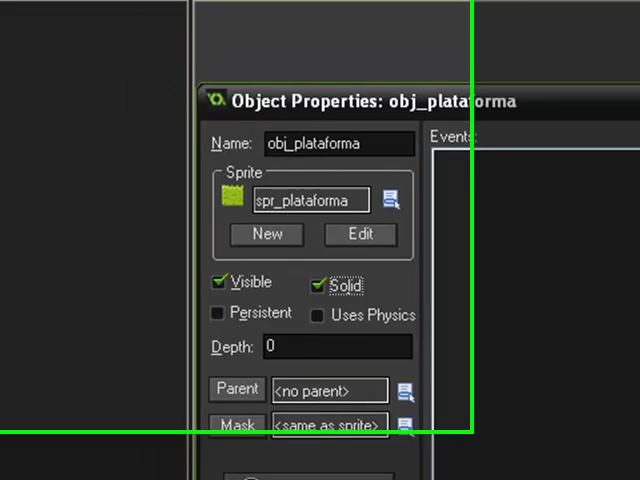 Object Properties: obj_plataforma
Name: obj_plataforma
Events:
Sprite
spr_plataforma
New Edit
Visible Solid
Persistent Uses Physics
Depth: 0
Parent <no parent>
Mask <same as sprite>